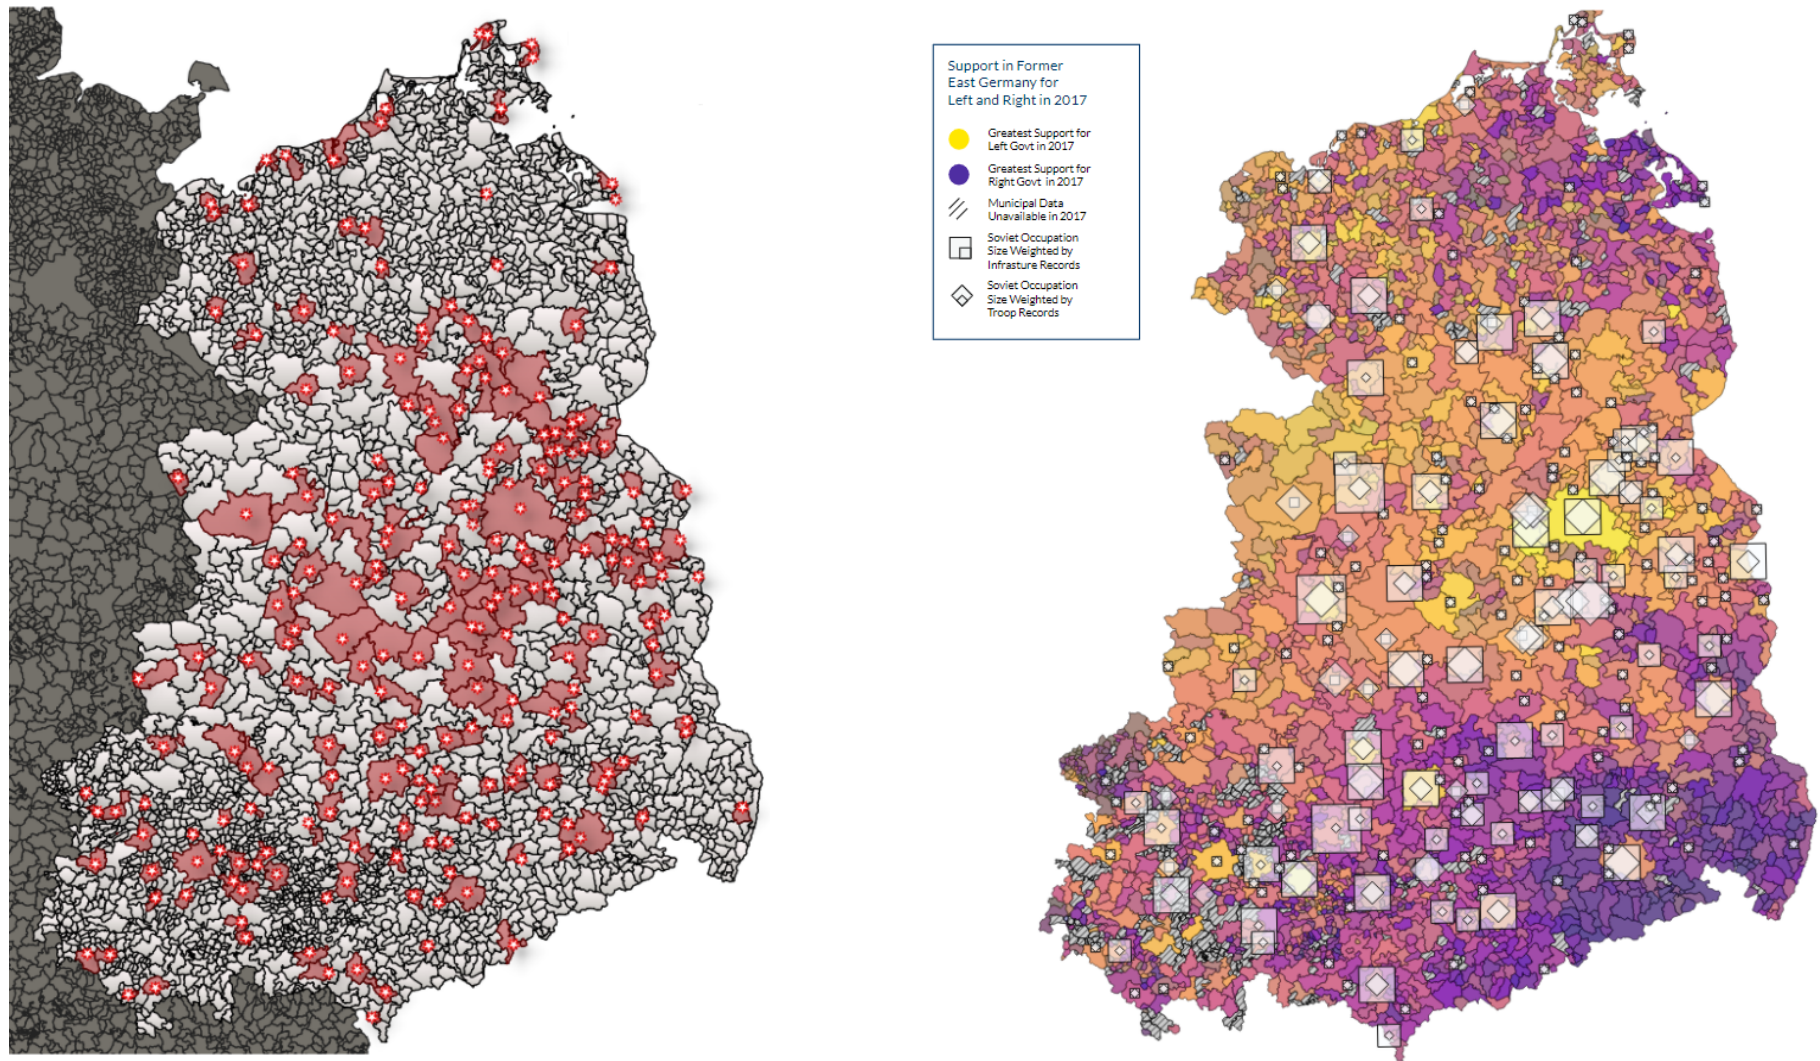 Support in Former
East Germany for
Left and Right in 2017
Greatest Support for
Left Govt in 2017
Greatest Support for
Right Govt in 2017
Municipal Data
Unavailable in 2017
Soviet Occupation
Size Weighted by
Infrasture Records
Soviet Occupation
Size Weighted by
Troop Records